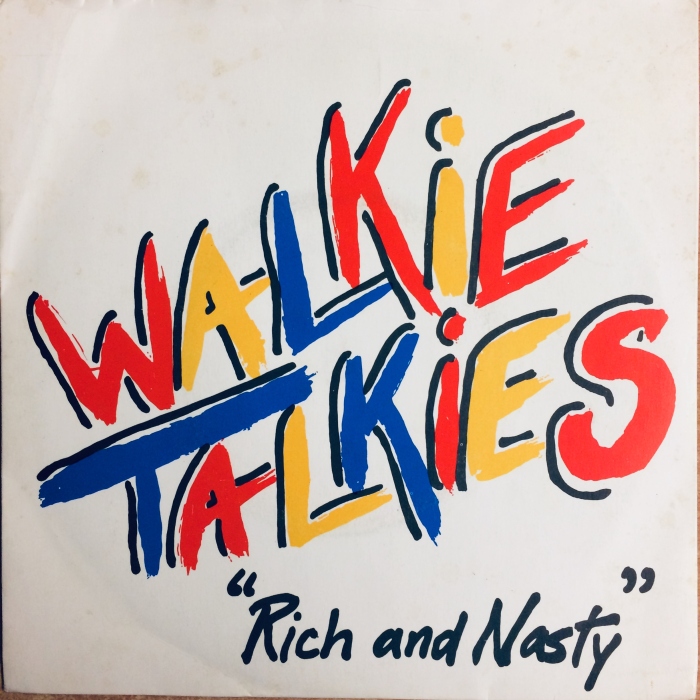 WALKiE
TALKiES
“Rich and Nasty”